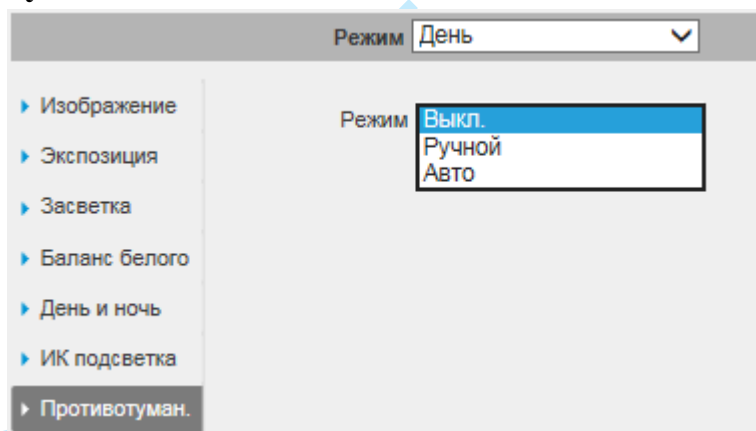 Режим День
Изображение
Режим Выкл.
Ручной
Авто
Экспозиция
Засветка
Баланс белого
День и ночь
ИК подсветка
Противотуман.